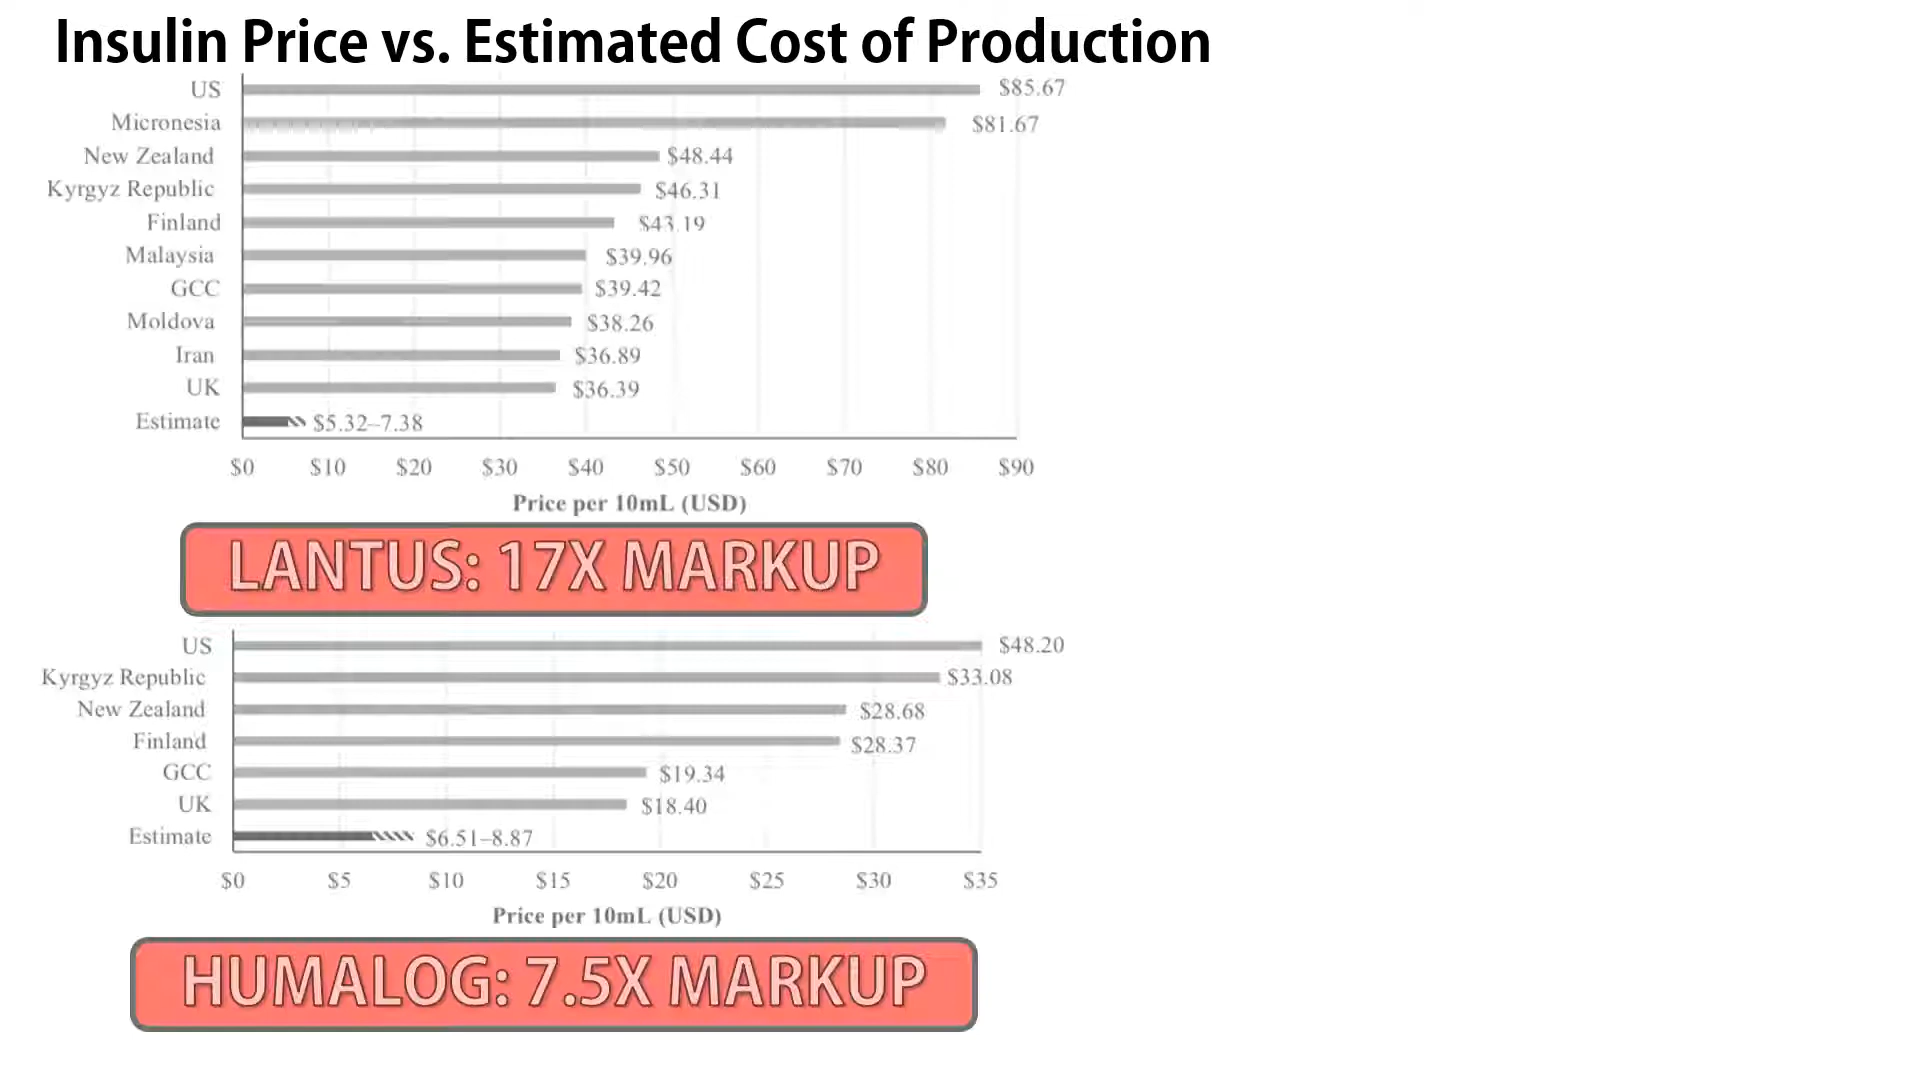 Insulin Price vs. Estimated Cost of Production
US $85.67
Micronesia $81.67
New Zealand $48.44
Kyrgyz Republic $46.31
Finland $43.19
Malaysia $39.96
GCC $39.42
Moldova $38.26
Iran $36.89
UK $36.39
Estimate $5.32–7.38
$0 $10 $20 $30 $40 $50 $60 $70 $80 $90
Price per 10mL (USD)
LANTUS: 17X MARKUP
US $48.20
Kyrgyz Republic $33.08
New Zealand $28.68
Finland $28.37
GCC $19.34
UK $18.40
Estimate $6.51–8.87
$0 $5 $10 $15 $20 $25 $30 $35
Price per 10mL (USD)
HUMALOG: 7.5X MARKUP